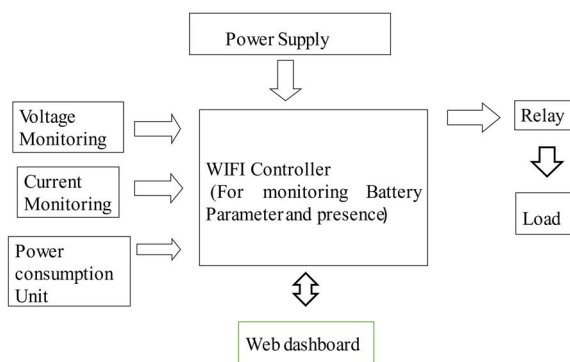 Power Supply
Voltage
Monitoring
Current
Monitoring
Power
consumption
Unit
WIFI Controller
(For monitoring Battery
Parameter and presence)
Relay
Load
Web dashboard